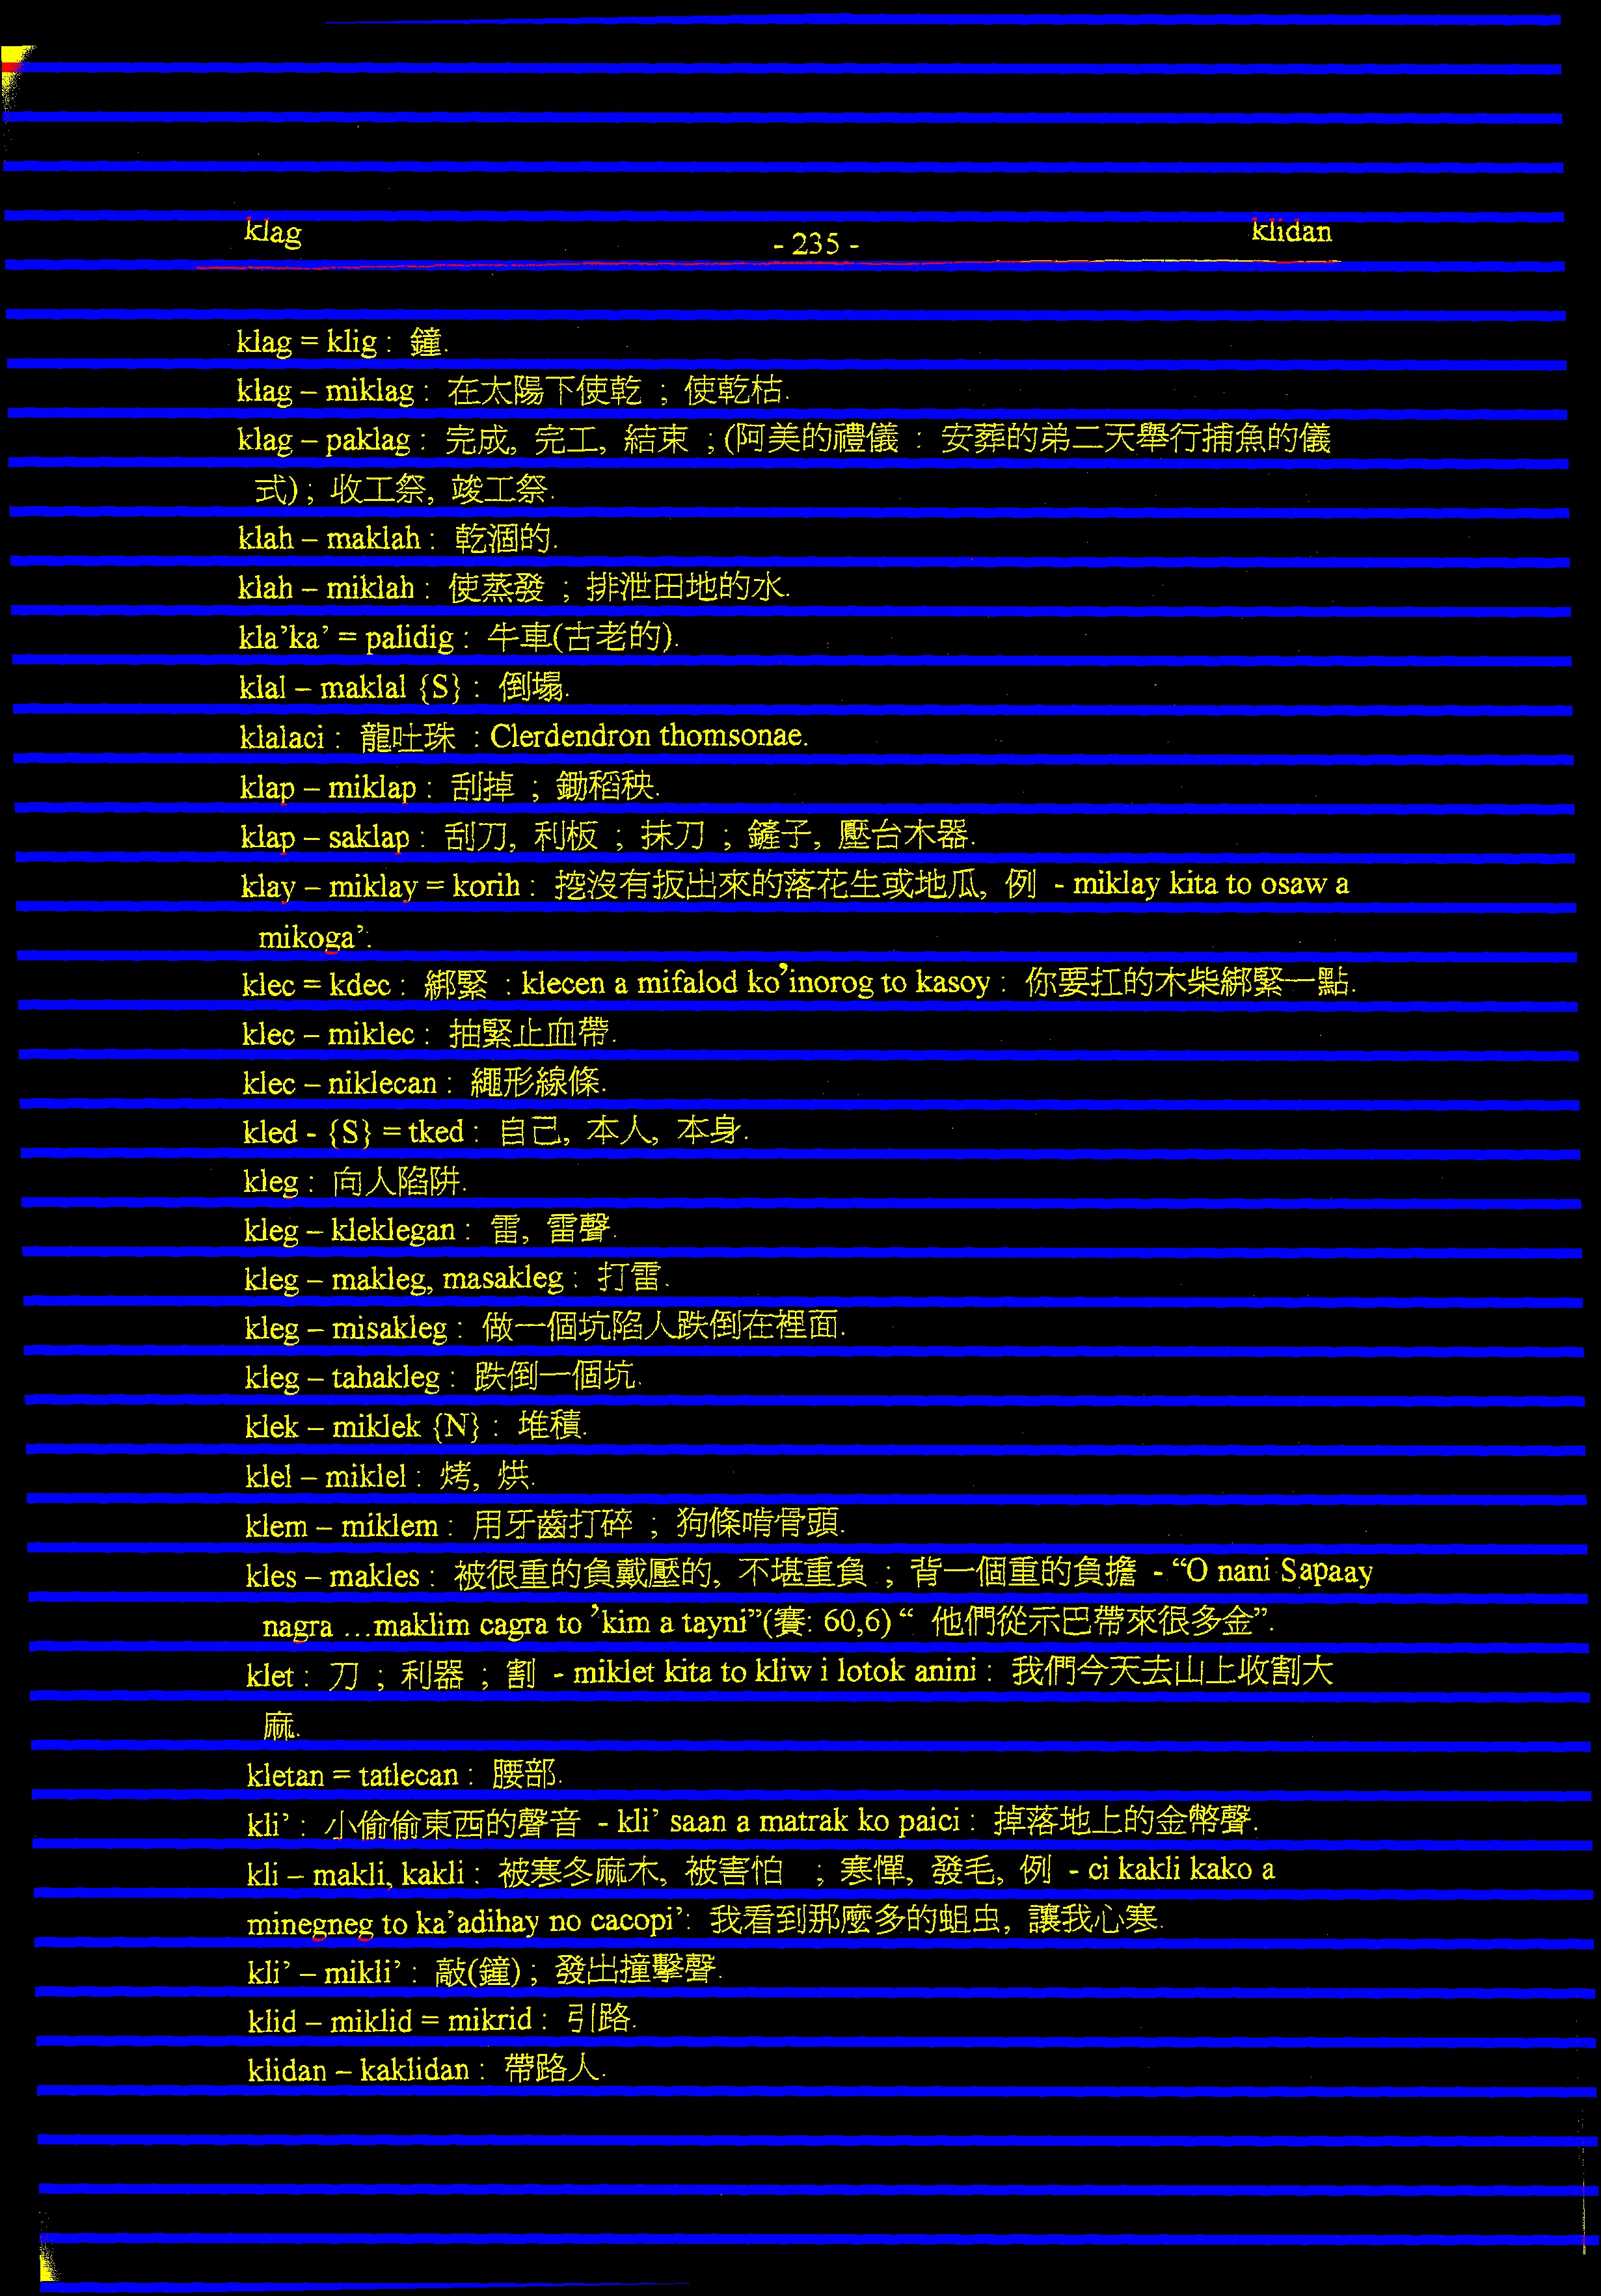 klag - 235 - klidan
klag = klig : 鐘.
klag – miklag : 在太陽下使乾 ; 使乾枯.
klag – paklag : 完成, 完工, 結束 ; (阿美的禮儀 : 安葬的弟二天舉行捕魚的儀
式) ; 收工祭, 竣工祭.
klah – maklah : 乾涸的.
klah – miklah : 使蒸發 ; 排泄田地的水.
kla’ka’ = palidig : 牛車(古老的).
klal – maklal {S} : 倒塌.
klalaci : 龍吐珠 : Clerdendron thomsonae.
klap – miklap : 刮掉 ; 鋤稻秧.
klap – saklap : 刮刀, 利板 ; 抹刀 ; 鏟子, 壓台木器.
klay – miklay = korih : 挖沒有扳出來的落花生或地瓜, 例 - miklay kita to osaw a
mikoga’.
klec = kdec : 綁緊 : klecen a mifalod ko’inorog to kasoy : 你要扛的木柴綁緊一點.
klec – miklec : 抽緊止血帶.
klec – niklecan : 繩形線條.
kled - {S} = tked : 自己, 本人, 本身.
kleg : 向人陷阱.
kleg – kleklegan : 雷, 雷聲.
kleg – makleg, masakleg : 打雷.
kleg – misakleg : 做一個坑陷人跌倒在裡面.
kleg – tahakleg : 跌倒一個坑.
klek – miklek {N} : 堆積.
klel – miklel : 烤, 烘.
klem – miklem : 用牙齒打碎 ; 狗條啃骨頭.
kles – makles : 被很重的負戴壓的, 不堪重負 ; 背一個重的負擔 - “O nani Sapaay
nagra ...maklim cagra to ’kim a tayni”(賽: 60,6) “ 他們從示巴帶來很多金”.
klet : 刀 ; 利器 ; 割 - miklet kita to kliw i lotok anini : 我們今天去山上收割大
麻.
kletan = tatlecan : 腰部.
kli’ : 小偷偷東西的聲音 - kli’ saan a matrak ko paici : 掉落地上的金幣聲.
kli – makli, kakli : 被寒冬麻木, 被害怕 ; 寒憚, 發毛, 例 - ci kakli kako a
minegneg to ka’adihay no cacopi’: 我看到那麼多的蛆虫, 讓我心寒.
kli’ – mikli’ : 敲(鐘) ; 發出撞擊聲.
klid – miklid = mikrid : 引路.
klidan – kaklidan : 帶路人.